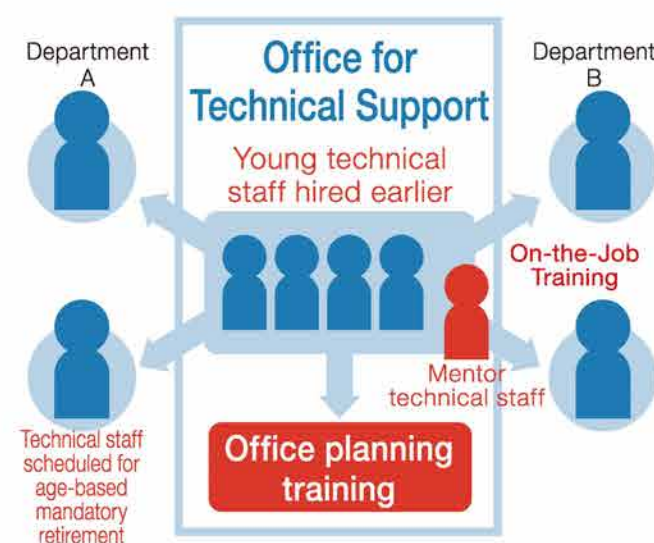 Department
A
Office for
Technical Support
Department
B
Young technical
staff hired earlier
On-the-Job
Training
Mentor
technical staff
Technical staff
scheduled for
age-based
mandatory
retirement
Office planning
training